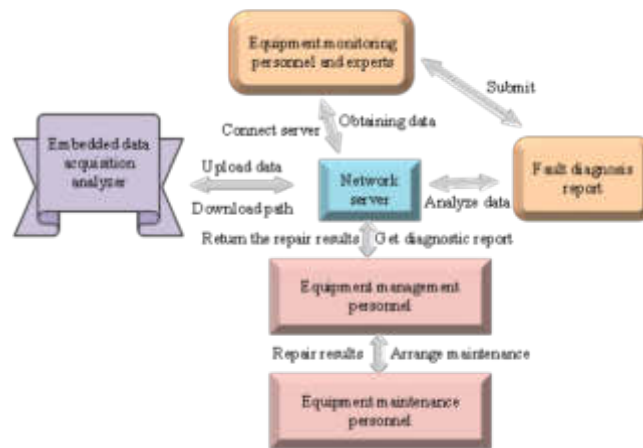 Equipment monitoring
personnel and experts
Submit
Obtaining data
Connect server
Embedded data
acquisition
analyzer
Upload data
Download path
Network
server
Analyze data
Fault diagnosis
report
Return the repair results
Get diagnostic report
Equipment management
personnel
Repair results
Arrange maintenance
Equipment maintenance
personnel